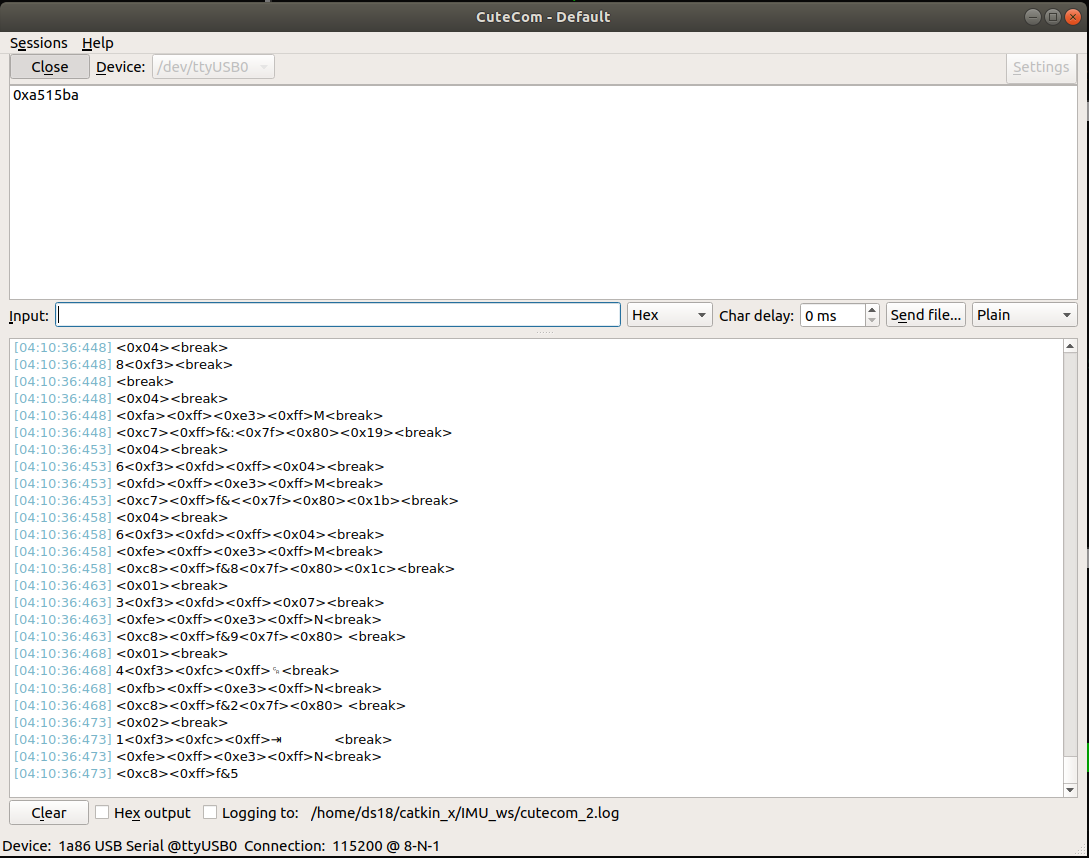 CuteCom - Default
Sessions Help
Close Device: /dev/ttyUSB0 Settings
0xa515ba
Input: Hex Char delay: 0 ms Send file... Plain
[04:10:36:448] <0x04><break>
[04:10:36:448] 8<0xf3><break>
[04:10:36:448] <break>
[04:10:36:448] <0x04><break>
[04:10:36:448] <0xfa><0xff><0xe3><0xff>M<break>
[04:10:36:448] <0xc7><0xff>f&:<0x7f><0x80><0x19><break>
[04:10:36:453] <0x04><break>
[04:10:36:453] 6<0xf3><0xfd><0xff><0x04><break>
[04:10:36:453] <0xfd><0xff><0xe3><0xff>M<break>
[04:10:36:453] <0xc7><0xff>f&<<0x7f><0x80><0x1b><break>
[04:10:36:458] <0x04><break>
[04:10:36:458] 6<0xf3><0xfd><0xff><0x04><break>
[04:10:36:458] <0xfe><0xff><0xe3><0xff>M<break>
[04:10:36:458] <0xc8><0xff>f&8<0x7f><0x80><0x1c><break>
[04:10:36:463] <0x01><break>
[04:10:36:463] 3<0xf3><0xfd><0xff><0x07><break>
[04:10:36:463] <0xfe><0xff><0xe3><0xff>N<break>
[04:10:36:463] <0xc8><0xff>f&9<0x7f><0x80> <break>
[04:10:36:468] <0x01><break>
[04:10:36:468] 4<0xf3><0xfc><0xff><break>
[04:10:36:468] <0xfb><0xff><0xe3><0xff>N<break>
[04:10:36:468] <0xc8><0xff>f&2<0x7f><0x80> <break>
[04:10:36:473] <0x02><break>
[04:10:36:473] 1<0xf3><0xfc><0xff>⇥ <break>
[04:10:36:473] <0xfe><0xff><0xe3><0xff>N<break>
[04:10:36:473] <0xc8><0xff>f&5
Clear Hex output Logging to: /home/ds18/catkin_x/IMU_ws/cutecom_2.log
Device: 1a86 USB Serial @ttyUSB0 Connection: 115200 @ 8-N-1